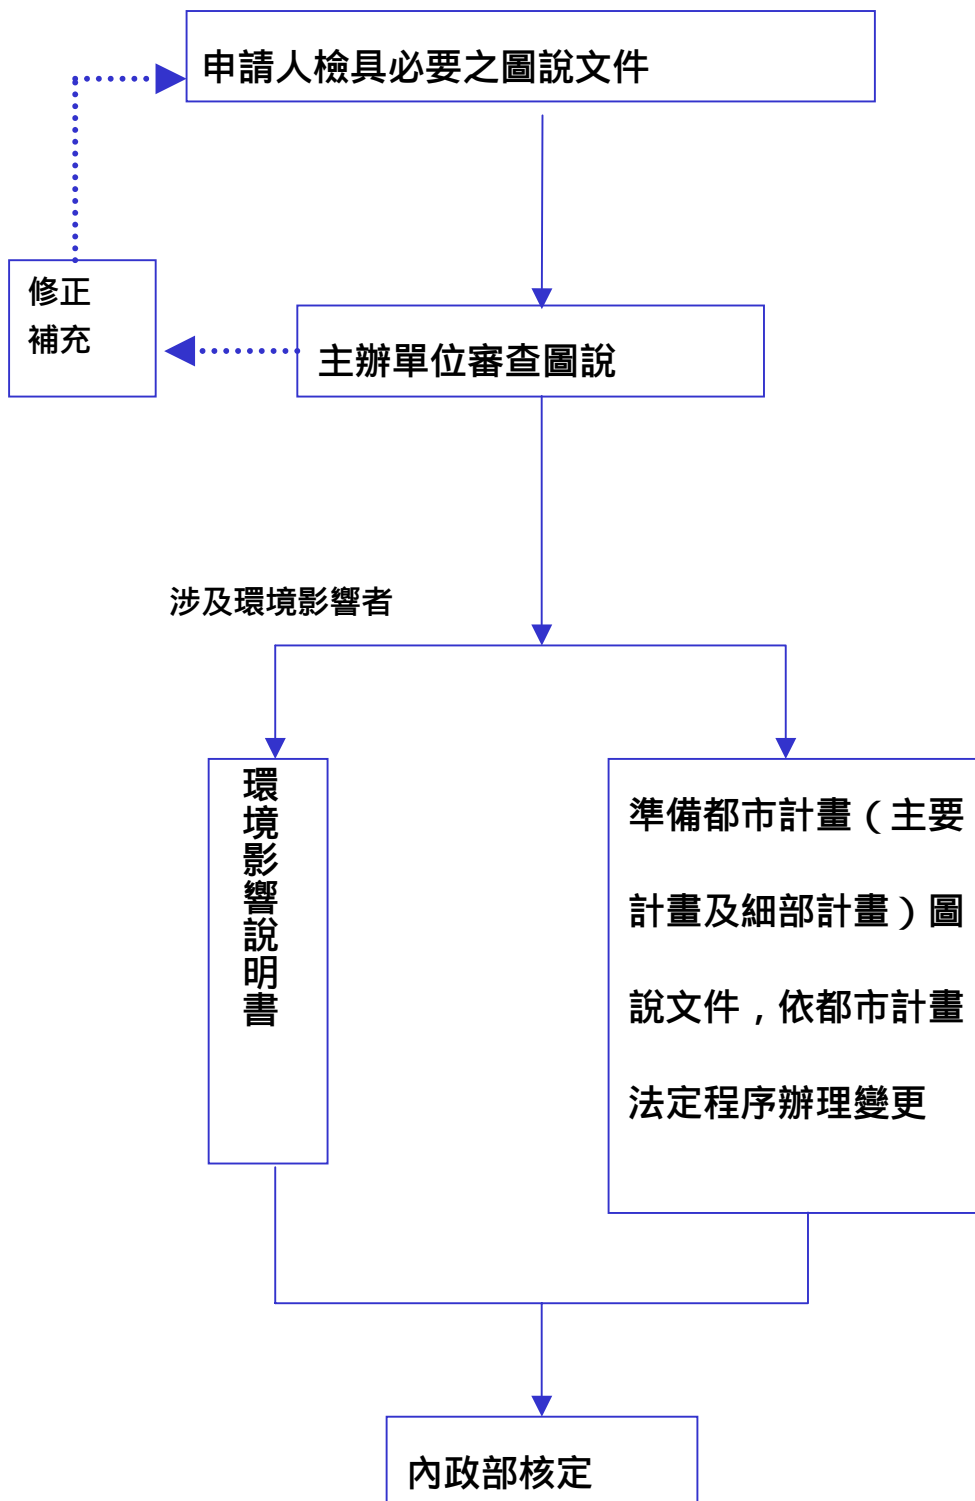 申請人檢具必要之圖說文件
修正
補充
主辦單位審查圖說
涉及環境影響者
環境影響說明書
準備都市計畫（主要
計畫及細部計畫）圖
說文件，依都市計畫
法定程序辦理變更
內政部核定